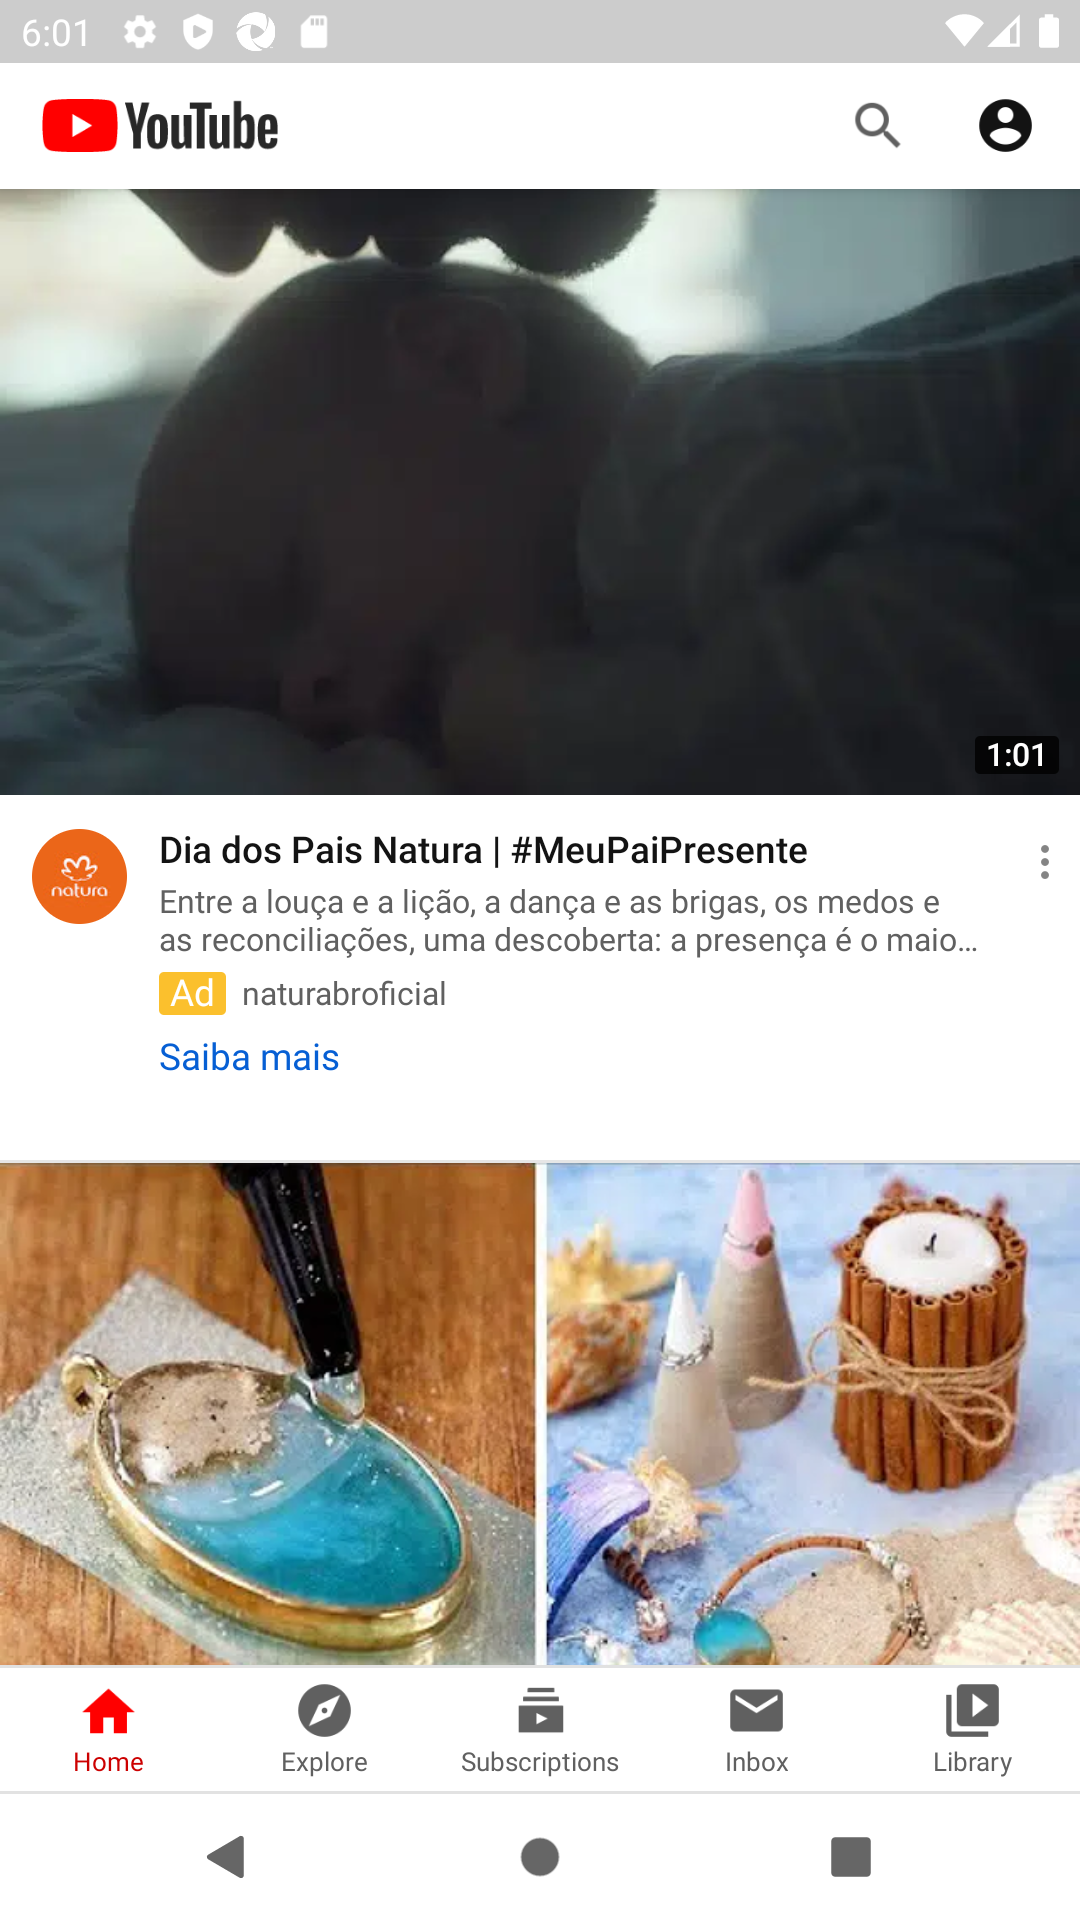 6:01
YouTube
1:01
natura
Dia dos Pais Natura | #MeuPaiPresente
Entre a louça e a lição, a dança e as brigas, os medos e
as reconciliações, uma descoberta: a presença é o maio...
Ad naturabroficial
Saiba mais
Home Explore Subscriptions Inbox Library